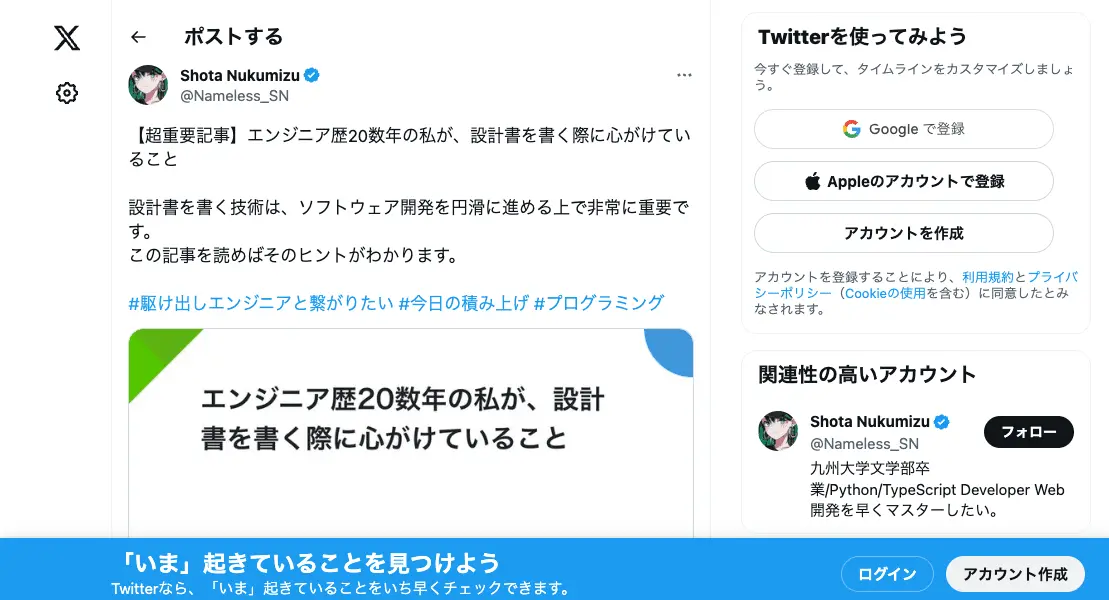 ポストする
Shota Nukumizu
@Nameless_SN
【超重要記事】エンジニア歴20数年の私が、設計書を書く際に心がけてい
ること
設計書を書く技術は、ソフトウェア開発を円滑に進める上で非常に重要で
す。
この記事を読めばそのヒントがわかります。
#駆け出しエンジニアと繋がりたい #今日の積み上げ #プログラミング
エンジニア歴20数年の私が、設計
書を書く際に心がけていること
Twitterを使ってみよう
今すぐ登録して、タイムラインをカスタマイズしましょ
う。
Google で登録
Appleのアカウントで登録
アカウントを作成
アカウントを登録することにより、利用規約とプライバ
シーポリシー（Cookieの使用を含む）に同意したとみ
なされます。
関連性の高いアカウント
Shota Nukumizu
@Nameless_SN
フォロー
九州大学文学部卒
業/Python/TypeScript Developer Web
開発を早くマスターしたい。
「いま」起きていることを見つけよう
Twitterなら、「いま」起きていることをいち早くチェックできます。
ログイン
アカウント作成